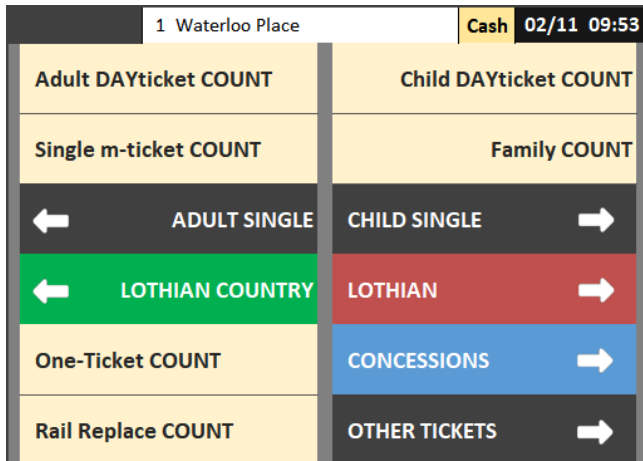 1 Waterloo Place Cash 02/11 09:53
Adult DAYticket COUNT
Child DAYticket COUNT
Single m-ticket COUNT
Family COUNT
ADULT SINGLE
CHILD SINGLE
LOTHIAN COUNTRY
LOTHIAN
One-Ticket COUNT
CONCESSIONS
Rail Replace COUNT
OTHER TICKETS